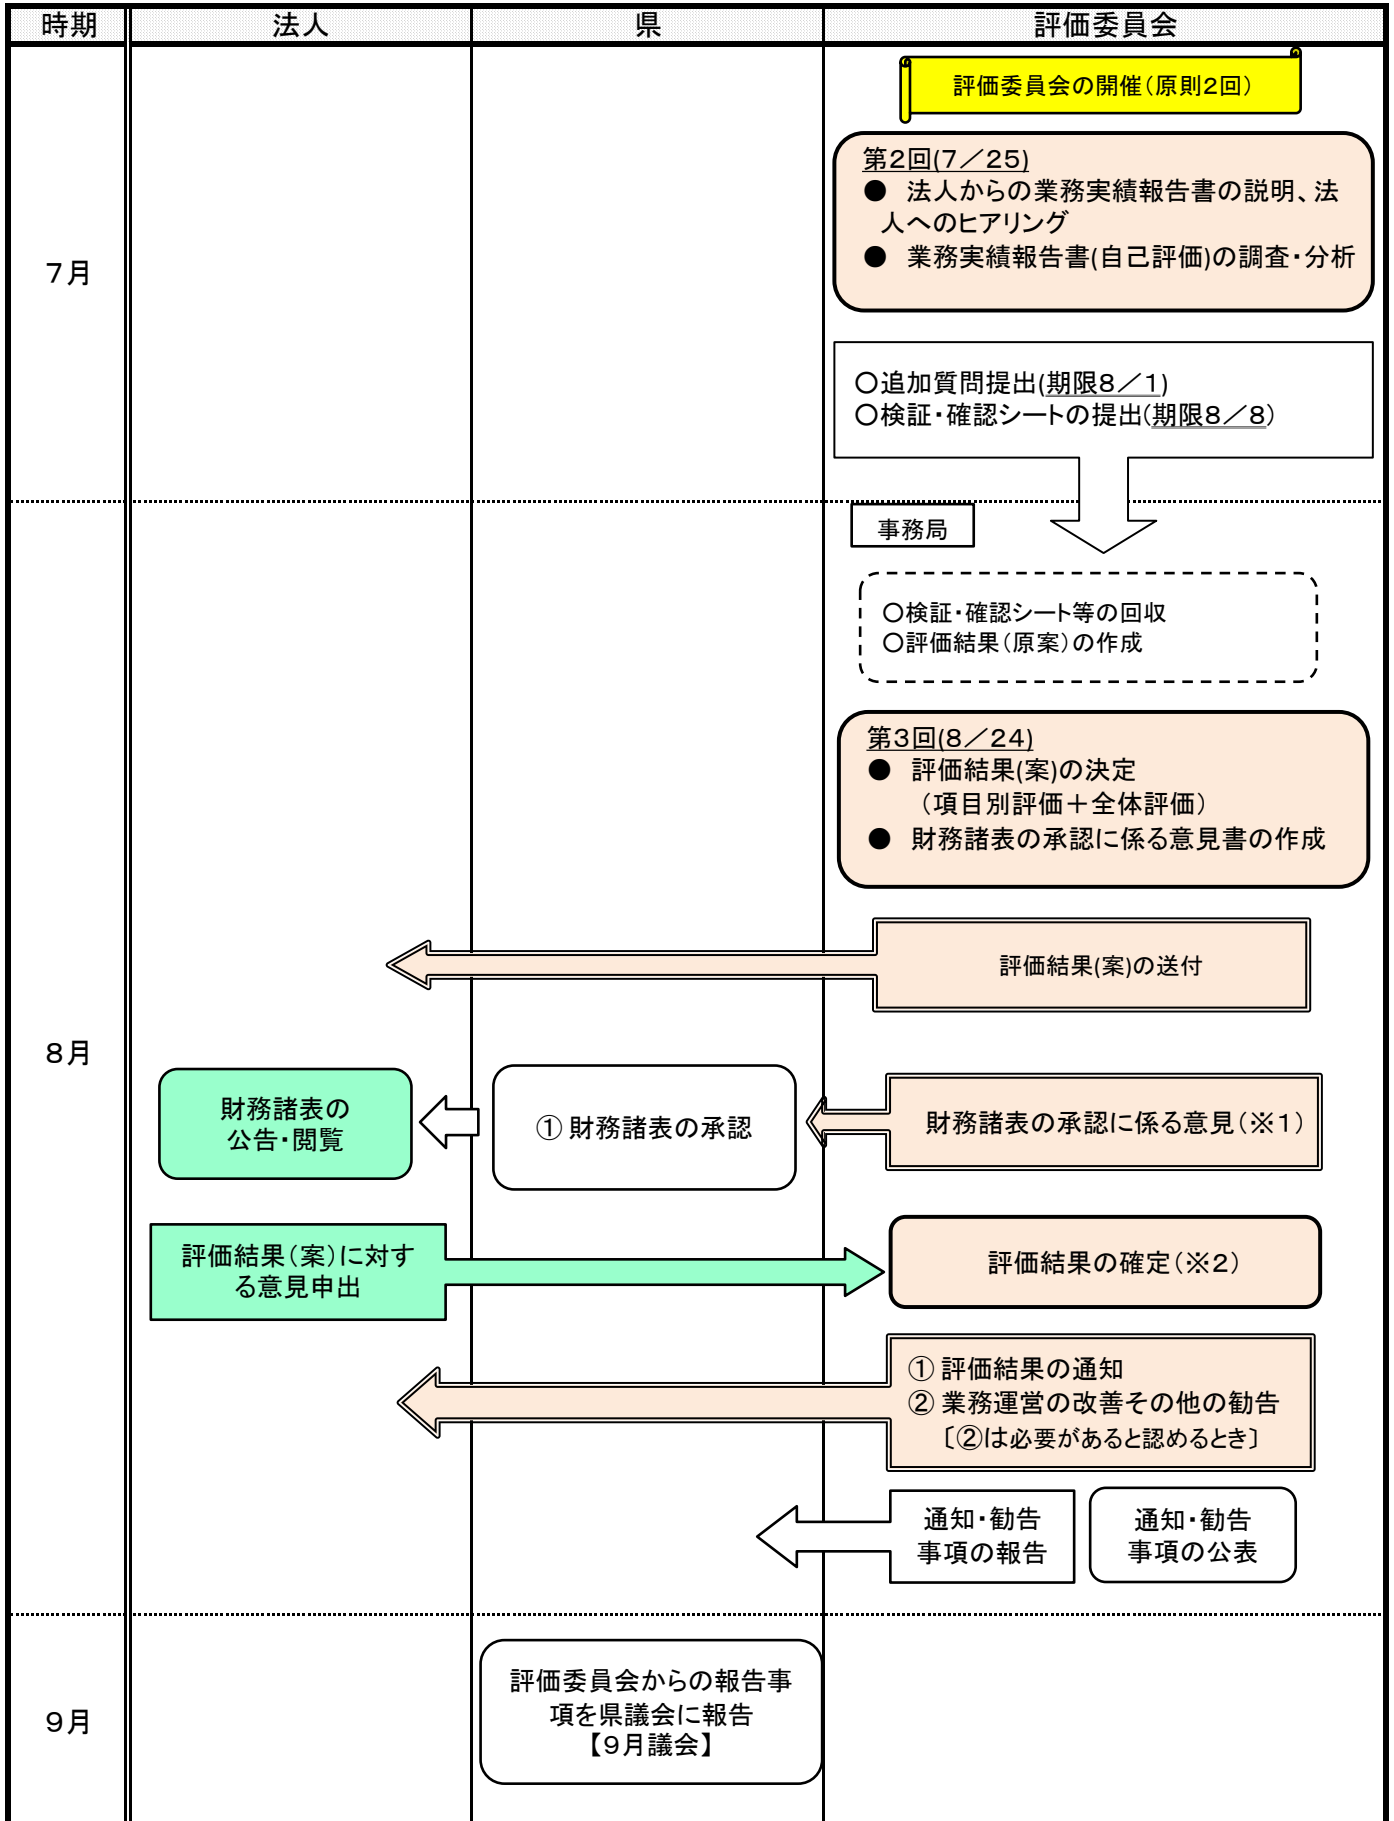 時期 法人 県 評価委員会
評価委員会の開催（原則２回）
第２回(７／２５)
● 法人からの業務実績報告書の説明、法
人へのヒアリング
● 業務実績報告書(自己評価)の調査・分析
７月
○追加質問提出(期限８／１)
○検証・確認シートの提出(期限８／８)
事務局
○検証・確認シート等の回収
○評価結果（原案）の作成
第３回(８／２４)
● 評価結果(案)の決定
（項目別評価＋全体評価）
● 財務諸表の承認に係る意見書の作成
評価結果(案)の送付
８月
財務諸表の
公告・閲覧
① 財務諸表の承認
財務諸表の承認に係る意見（※１）
評価結果（案）に対す
る意見申出
評価結果の確定（※２）
① 評価結果の通知
② 業務運営の改善その他の勧告
〔②は必要があると認めるとき〕
通知・勧告
事項の報告
通知・勧告
事項の公表
９月
評価委員会からの報告事
項を県議会に報告
【９月議会】